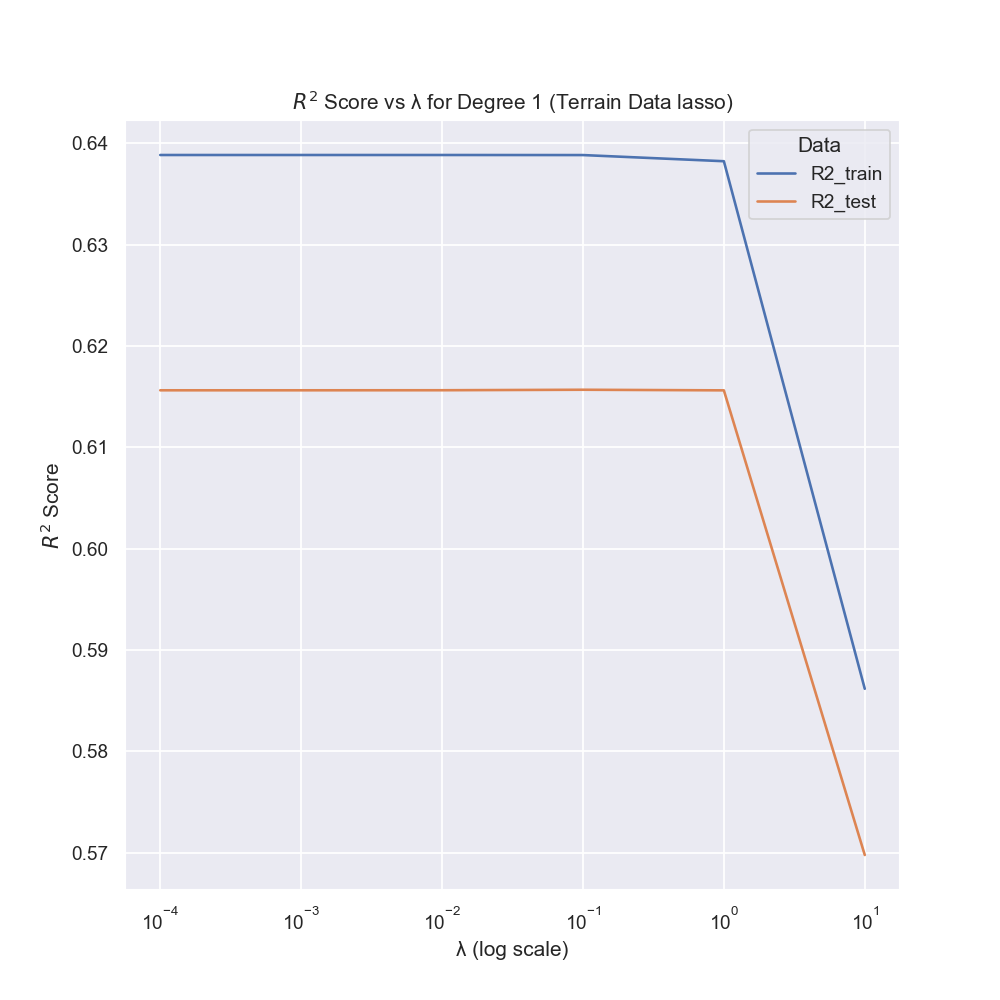 R² Score vs λ for Degree 1 (Terrain Data lasso)
Data
R2_train
R2_test
R² Score
0.64
0.63
0.62
0.61
0.60
0.59
0.58
0.57
10⁻⁴ 10⁻³ 10⁻² 10⁻¹ 10⁰ 10¹
λ (log scale)